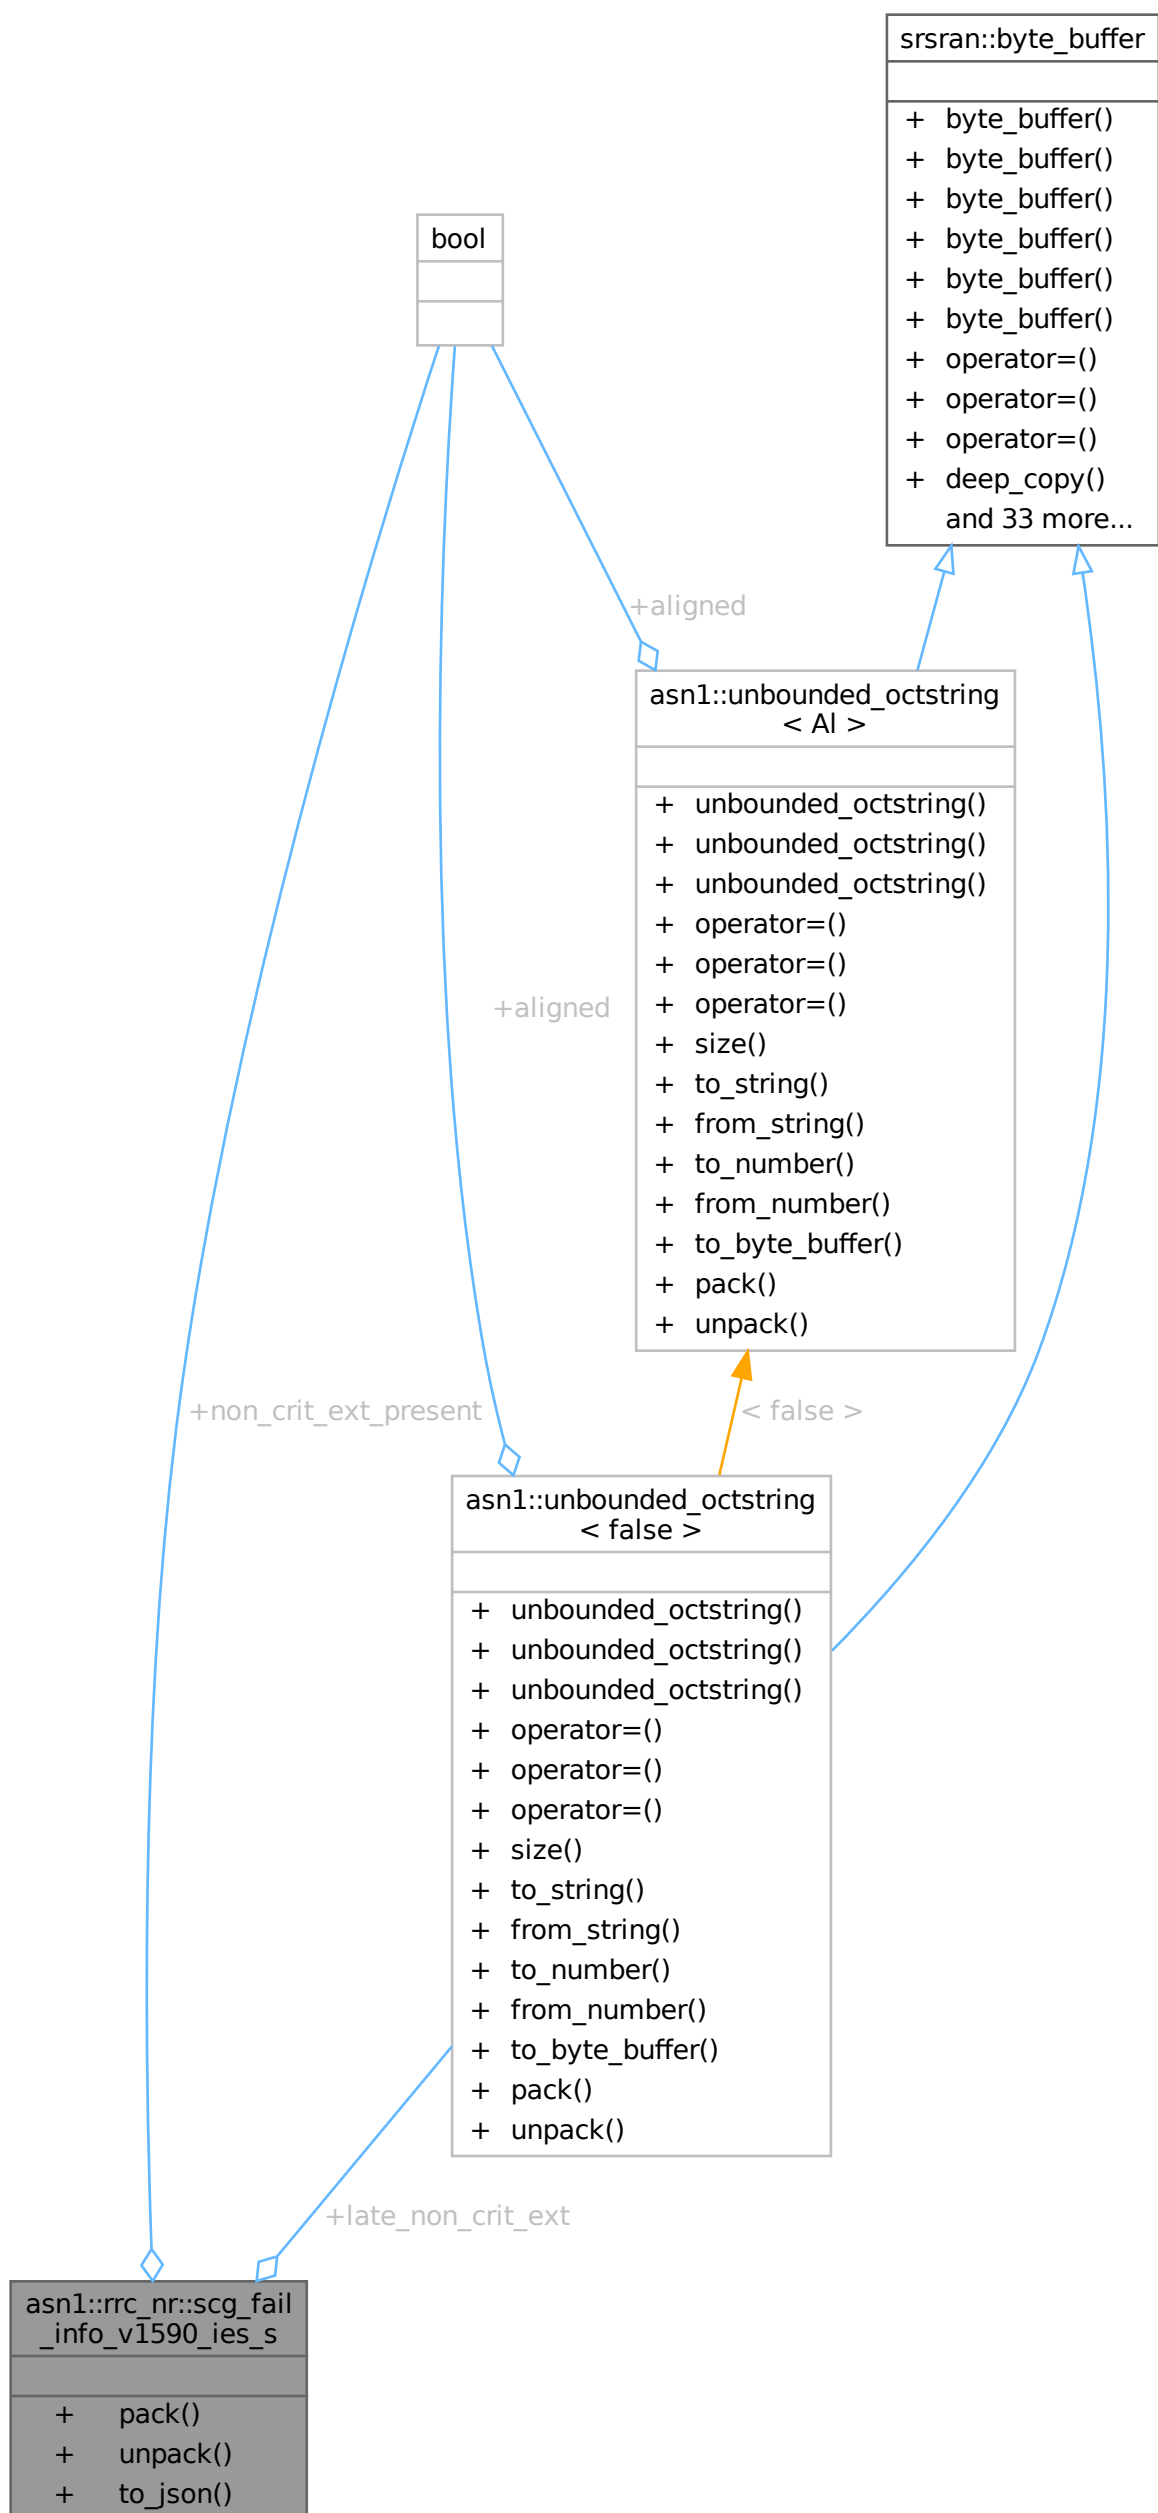 srsran::byte_buffer
+ byte_buffer()
+ byte_buffer()
+ byte_buffer()
+ byte_buffer()
+ byte_buffer()
+ byte_buffer()
+ operator=()
+ operator=()
+ operator=()
+ deep_copy()
and 33 more...
bool
+aligned
asn1::unbounded_octstring
< Al >
+ unbounded_octstring()
+ unbounded_octstring()
+ unbounded_octstring()
+ operator=()
+ operator=()
+ operator=()
+ size()
+ to_string()
+ from_string()
+ to_number()
+ from_number()
+ to_byte_buffer()
+ pack()
+ unpack()
+aligned
+non_crit_ext_present
< false >
asn1::unbounded_octstring
< false >
+ unbounded_octstring()
+ unbounded_octstring()
+ unbounded_octstring()
+ operator=()
+ operator=()
+ operator=()
+ size()
+ to_string()
+ from_string()
+ to_number()
+ from_number()
+ to_byte_buffer()
+ pack()
+ unpack()
+late_non_crit_ext
asn1::rrc_nr::scg_fail
_info_v1590_ies_s
+ pack()
+ unpack()
+ to_json()